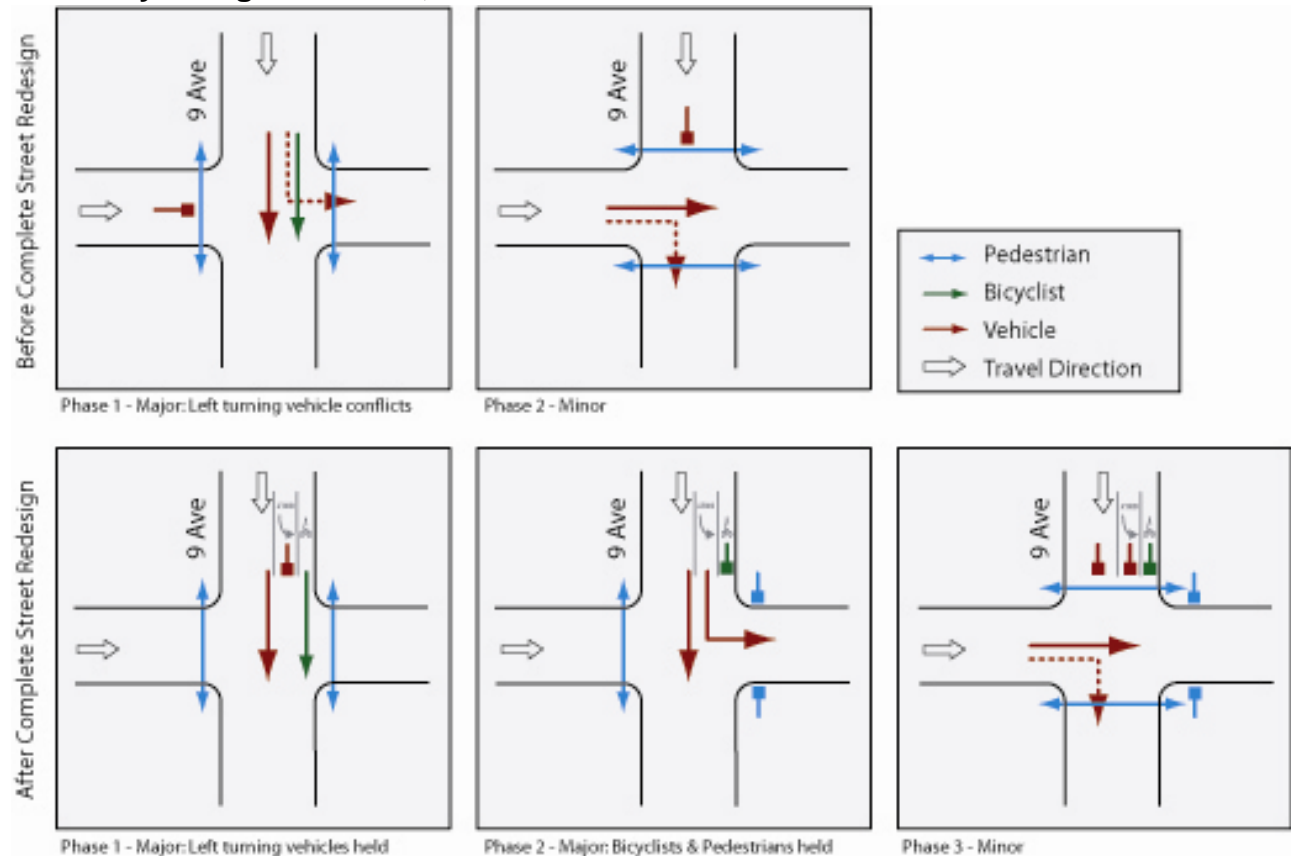 Before Complete Street Redesign
9 Ave
9 Ave
Pedestrian
Bicyclist
Vehicle
Travel Direction
Phase 1 - Major: Left turning vehicle conflicts
Phase 2 - Minor
After Complete Street Redesign
9 Ave
9 Ave
9 Ave
Phase 1 - Major: Left turning vehicles held
Phase 2 - Major: Bicyclists & Pedestrians held
Phase 3 - Minor